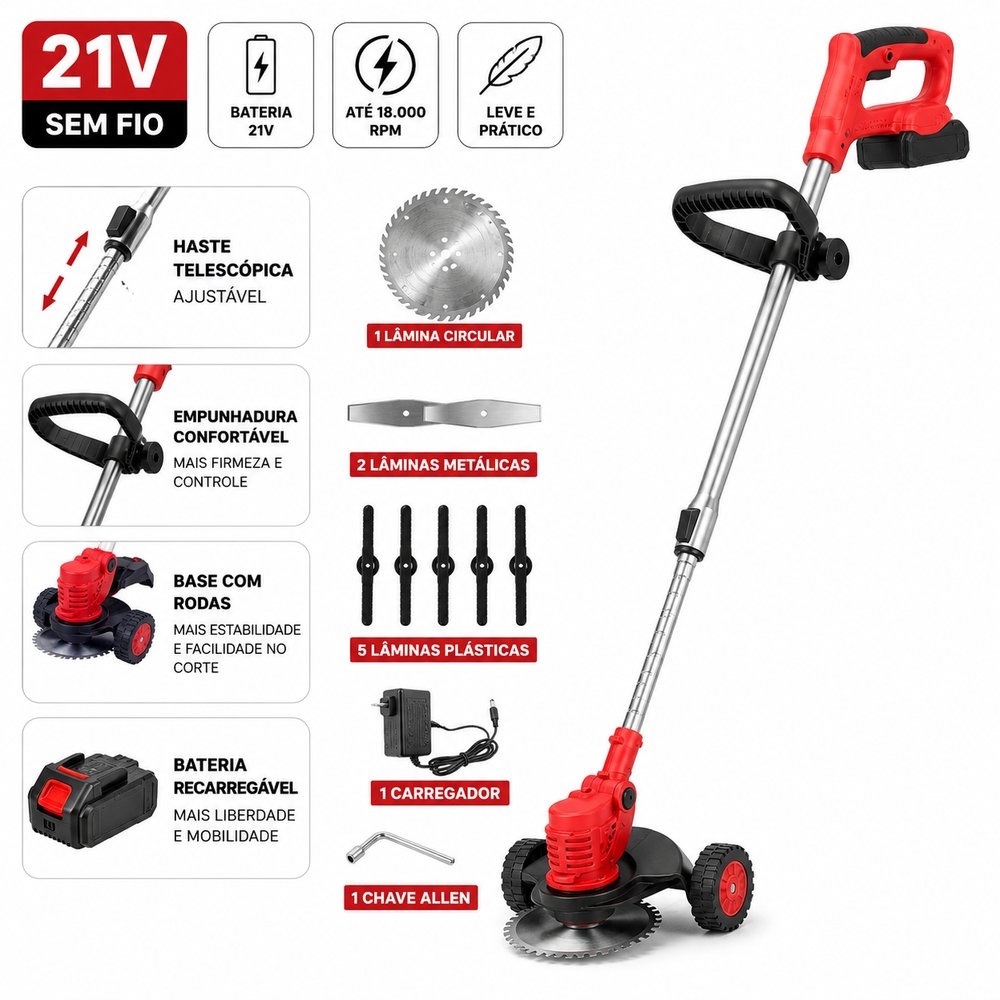 21V
SEM FIO
BATERIA
21V
ATÉ 18.000
RPM
LEVE E
PRÁTICO
HASTE
TELESCÓPICA
AJUSTÁVEL
EMPUNHADURA
CONFORTÁVEL
MAIS FIRMEZA E
CONTROLE
BASE COM
RODAS
MAIS ESTABILIDADE
E FACILIDADE NO
CORTE
BATERIA
RECARREGÁVEL
MAIS LIBERDADE
E MOBILIDADE
1 LÂMINA CIRCULAR
2 LÂMINAS METÁLICAS
5 LÂMINAS PLÁSTICAS
1 CARREGADOR
1 CHAVE ALLEN